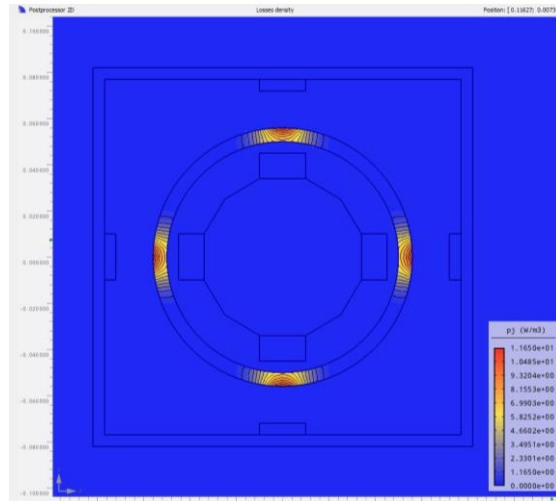 Postprocessor 2D
Losses density
Position: [ 0.11627; 0.0073
0.100000
0.080000
0.060000
0.040000
0.020000
0.000000
-0.020000
-0.040000
-0.060000
-0.080000
-0.100000
pj (W/m3)
1.1650e+01
1.0485e+01
9.3204e+00
8.1553e+00
6.9903e+00
5.8252e+00
4.6602e+00
3.4951e+00
2.3301e+00
1.1650e+00
0.0000e+00